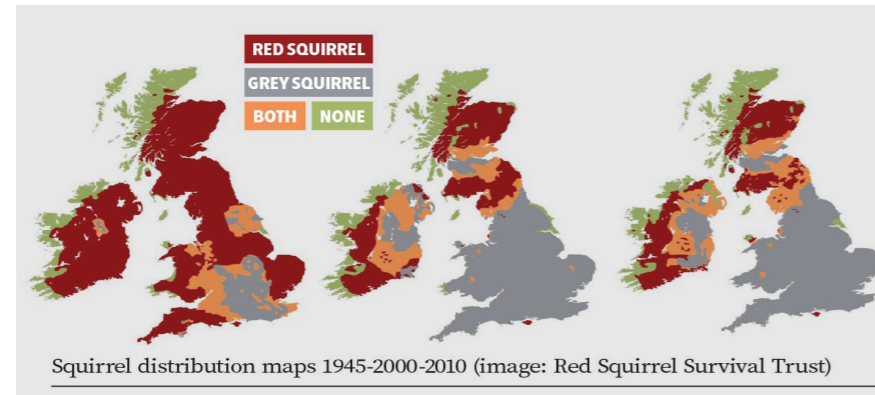 RED SQUIRREL
GREY SQUIRREL
BOTH NONE
Squirrel distribution maps 1945-2000-2010 (image: Red Squirrel Survival Trust)